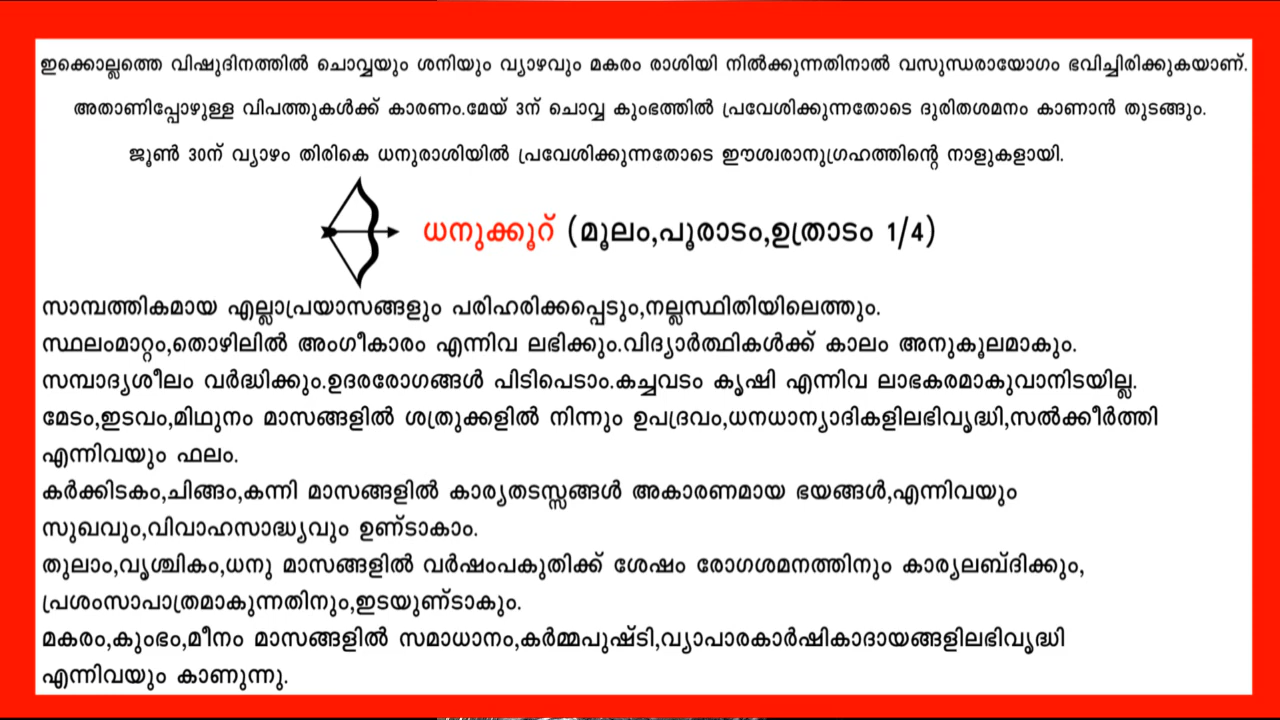 ഇക്കൊല്ലത്തെ വിഷുദിനത്തിൽ ചൊവ്വയും ശനിയും വ്യാഴവും മകരം രാശിയി നിൽക്കുന്നതിനാൽ വസുന്ധരായോഗം ഭവിച്ചിരിക്കുകയാണ്.
അതാണിപ്പോഴുള്ള വിപത്തുകൾക്ക് കാരണം.മേയ് 3ന് ചൊവ്വ കുംഭത്തിൽ പ്രവേശിക്കുന്നതോടെ ദുരിതശമനം കാണാൻ തുടങ്ങും.
ജൂൺ 30ന് വ്യാഴം തിരികെ ധനുരാശിയിൽ പ്രവേശിക്കുന്നതോടെ ഈശ്വരാനുഗ്രഹത്തിന്റെ നാളുകളായി.
ധനുക്കൂറ് (മൂലം,പൂരാടം,ഉത്രാടം 1/4)
സാമ്പത്തികമായ എല്ലാപ്രയാസങ്ങളും പരിഹരിക്കപ്പെടും,നല്ലസ്ഥിതിയിലെത്തും.
സ്ഥലംമാറ്റം,തൊഴിലിൽ അംഗീകാരം എന്നിവ ലഭിക്കും.വിദ്യാർത്ഥികൾക്ക് കാലം അനുകൂലമാകും.
സമ്പാദ്യശീലം വർദ്ധിക്കും.ഉദരരോഗങ്ങൾ പിടിപെടാം.കച്ചവടം കൃഷി എന്നിവ ലാഭകരമാകുവാനിടയില്ല.
മേടം,ഇടവം,മിഥുനം മാസങ്ങളിൽ ശത്രുക്കളിൽ നിന്നും ഉപദ്രവം,ധനധാന്യാദികളിലഭിവൃദ്ധി,സൽക്കീർത്തി
എന്നിവയും ഫലം.
കർക്കിടകം,ചിങ്ങം,കന്നി മാസങ്ങളിൽ കാര്യതടസ്സങ്ങൾ അകാരണമായ ഭയങ്ങൾ,എന്നിവയും
സുഖവും,വിവാഹസാദ്ധ്യവും ഉണ്ടാകാം.
തുലാം,വൃശ്ചികം,ധനു മാസങ്ങളിൽ വർഷംപകുതിക്ക് ശേഷം രോഗശമനത്തിനും കാര്യലബ്ദിക്കും,
പ്രശംസാപാത്രമാകുന്നതിനും,ഇടയുണ്ടാകും.
മകരം,കുംഭം,മീനം മാസങ്ങളിൽ സമാധാനം,കർമ്മപുഷ്ടി,വ്യാപാരകാർഷികാദായങ്ങളിലഭിവൃദ്ധി
എന്നിവയും കാണുന്നു.